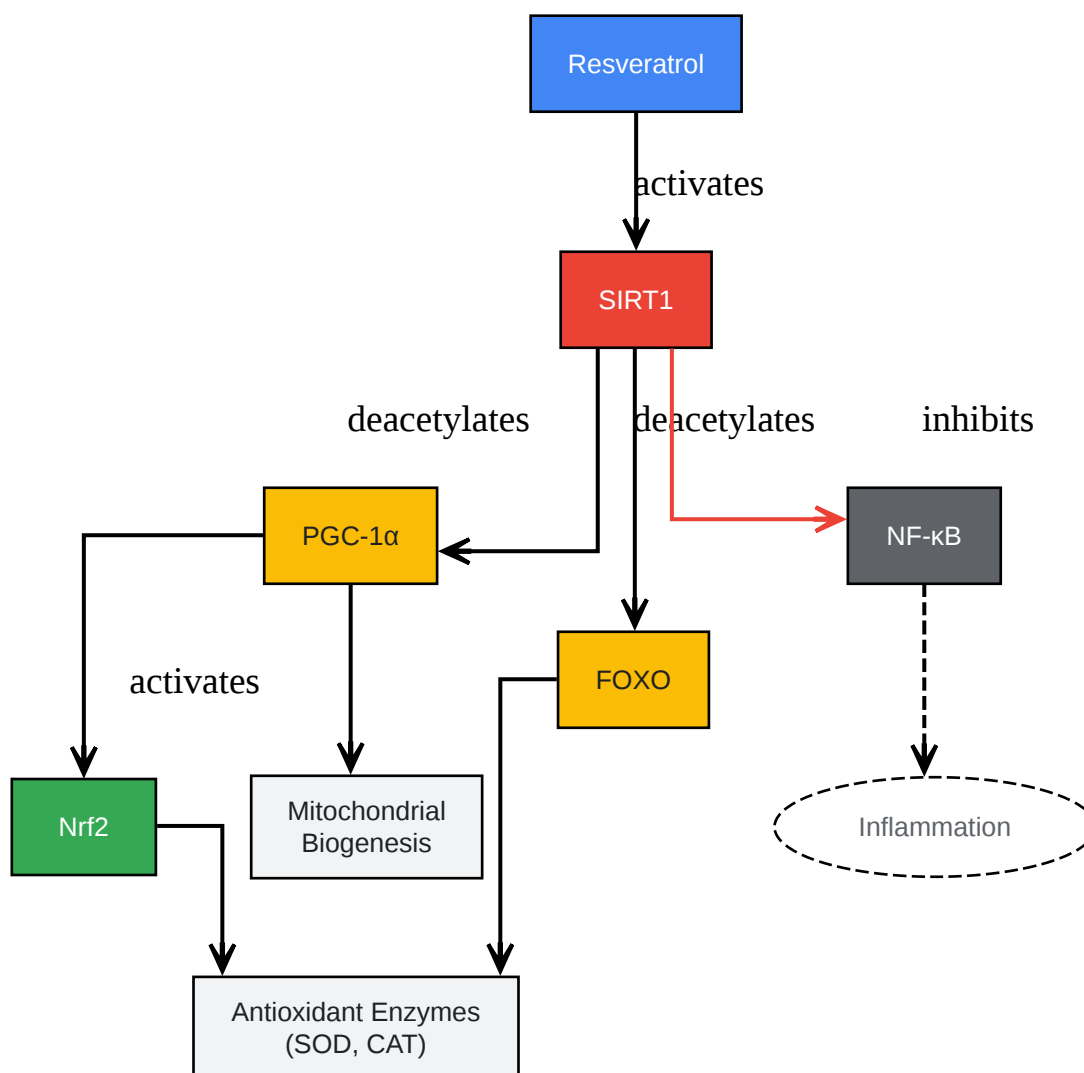 Resveratrol
activates
SIRT1
deacetylates
deacetylates
inhibits
PGC-1α
NF-κB
FOXO
activates
Nrf2
Mitochondrial
Biogenesis
Inflammation
Antioxidant Enzymes
(SOD, CAT)